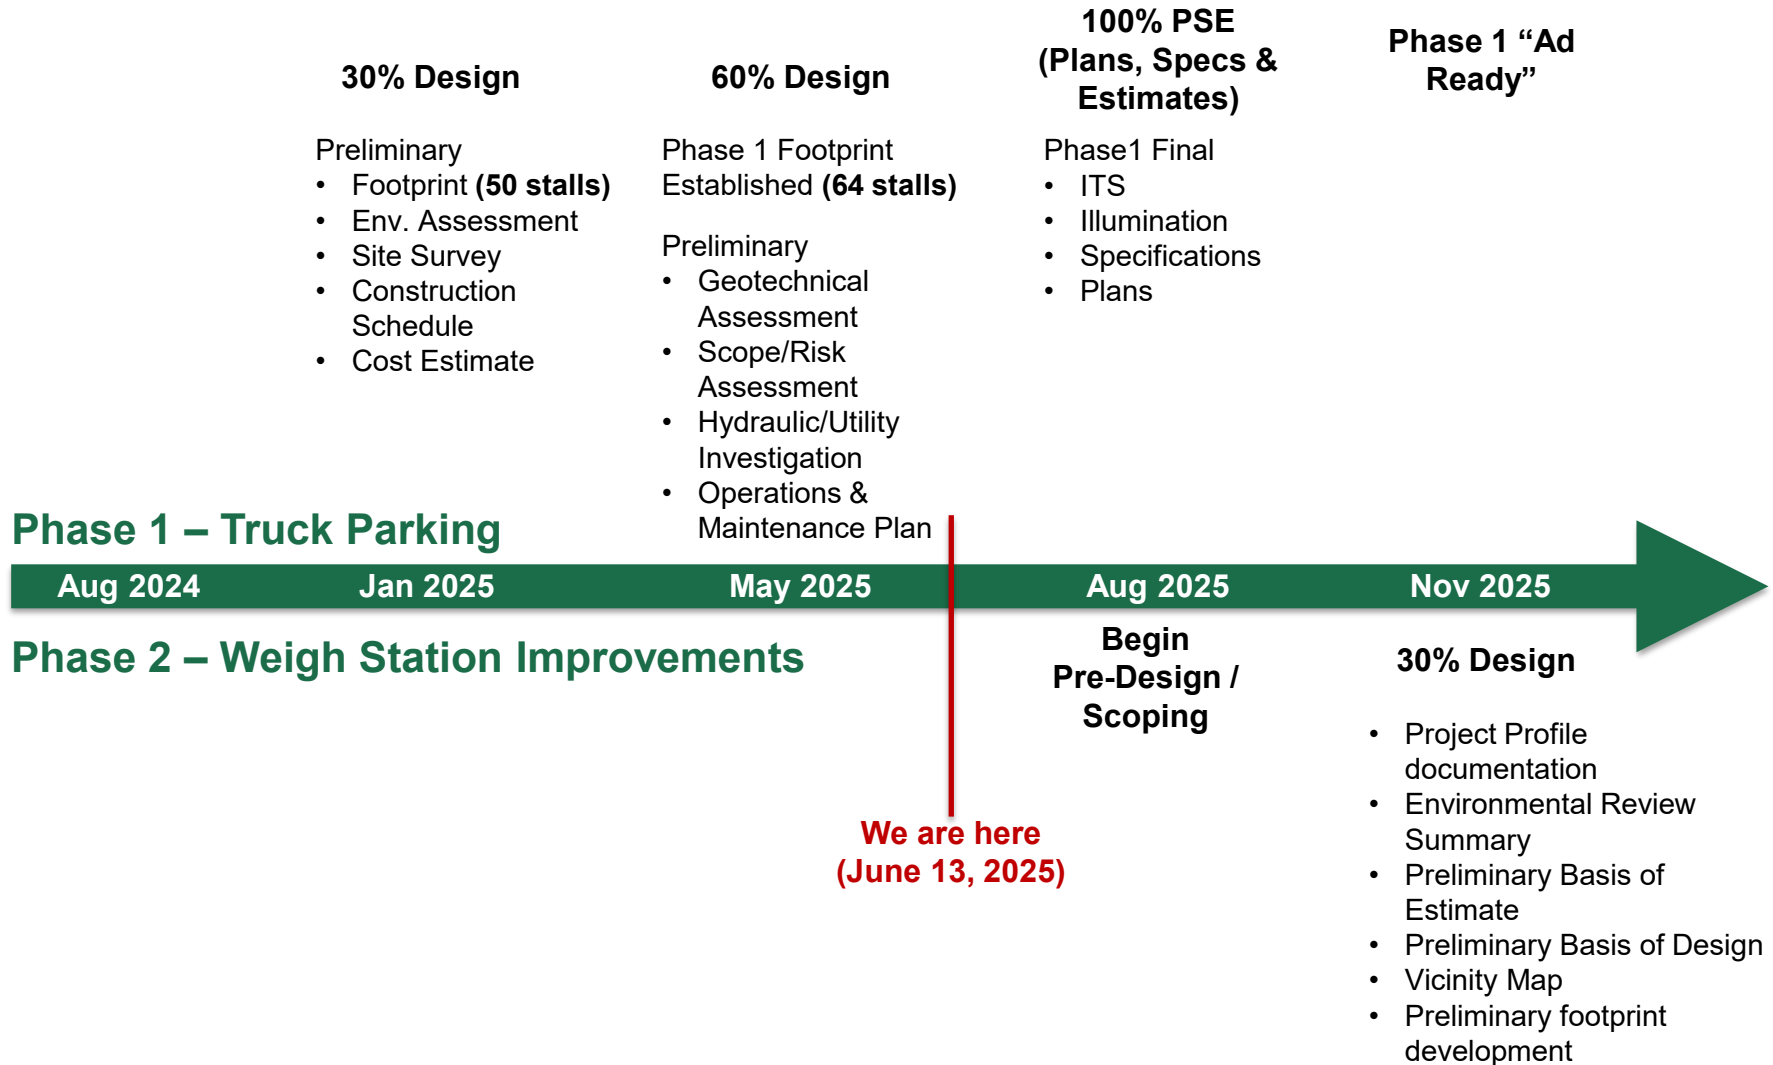 30% Design
Preliminary
• Footprint (50 stalls)
• Env. Assessment
• Site Survey
• Construction
Schedule
• Cost Estimate
60% Design
Phase 1 Footprint
Established (64 stalls)
Preliminary
• Geotechnical
Assessment
• Scope/Risk
Assessment
• Hydraulic/Utility
Investigation
• Operations &
Maintenance Plan
100% PSE
(Plans, Specs &
Estimates)
Phase1 Final
• ITS
• Illumination
• Specifications
• Plans
Phase 1 “Ad
Ready”
Phase 1 – Truck Parking
Aug 2024
Jan 2025
May 2025
Aug 2025
Nov 2025
Phase 2 – Weigh Station Improvements
We are here
(June 13, 2025)
Begin
Pre-Design /
Scoping
30% Design
• Project Profile
documentation
• Environmental Review
Summary
• Preliminary Basis of
Estimate
• Preliminary Basis of Design
• Vicinity Map
• Preliminary footprint
development